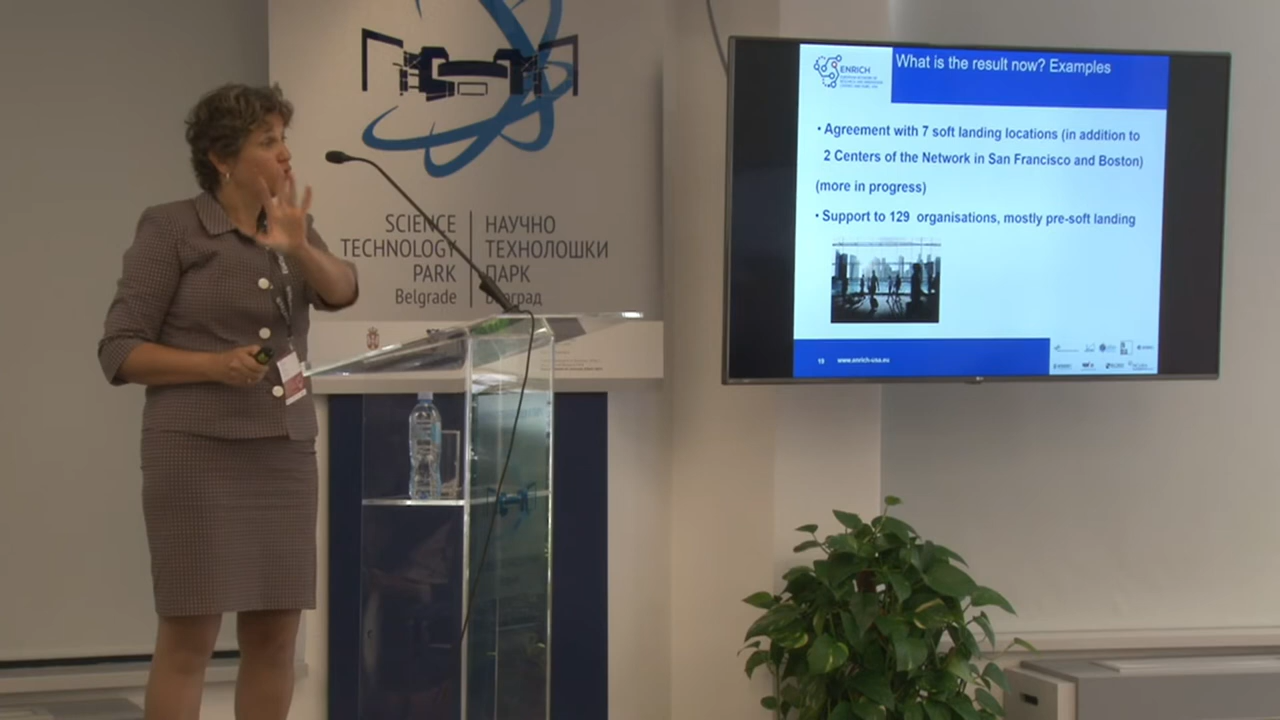 SCIENCE
TECHNOLOGY
PARK
Belgrade
НАУЧНО
ТЕХНОЛОШКИ
ПАРК
Београд
ENRICH
What is the result now? Examples
• Agreement with 7 soft landing locations (in addition to
2 Centers of the Network in San Francisco and Boston)
(more in progress)
• Support to 129 organisations, mostly pre-soft landing
13 www.enrich-usa.eu